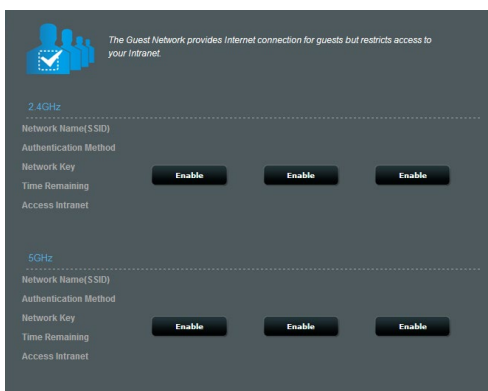 The Guest Network provides Internet connection for guests but restricts access to
your Intranet.
2.4GHz
Network Name(SSID)
Authentication Method
Network Key
Time Remaining
Access Intranet
Enable Enable Enable
5GHz
Network Name(SSID)
Authentication Method
Network Key
Time Remaining
Access Intranet
Enable Enable Enable